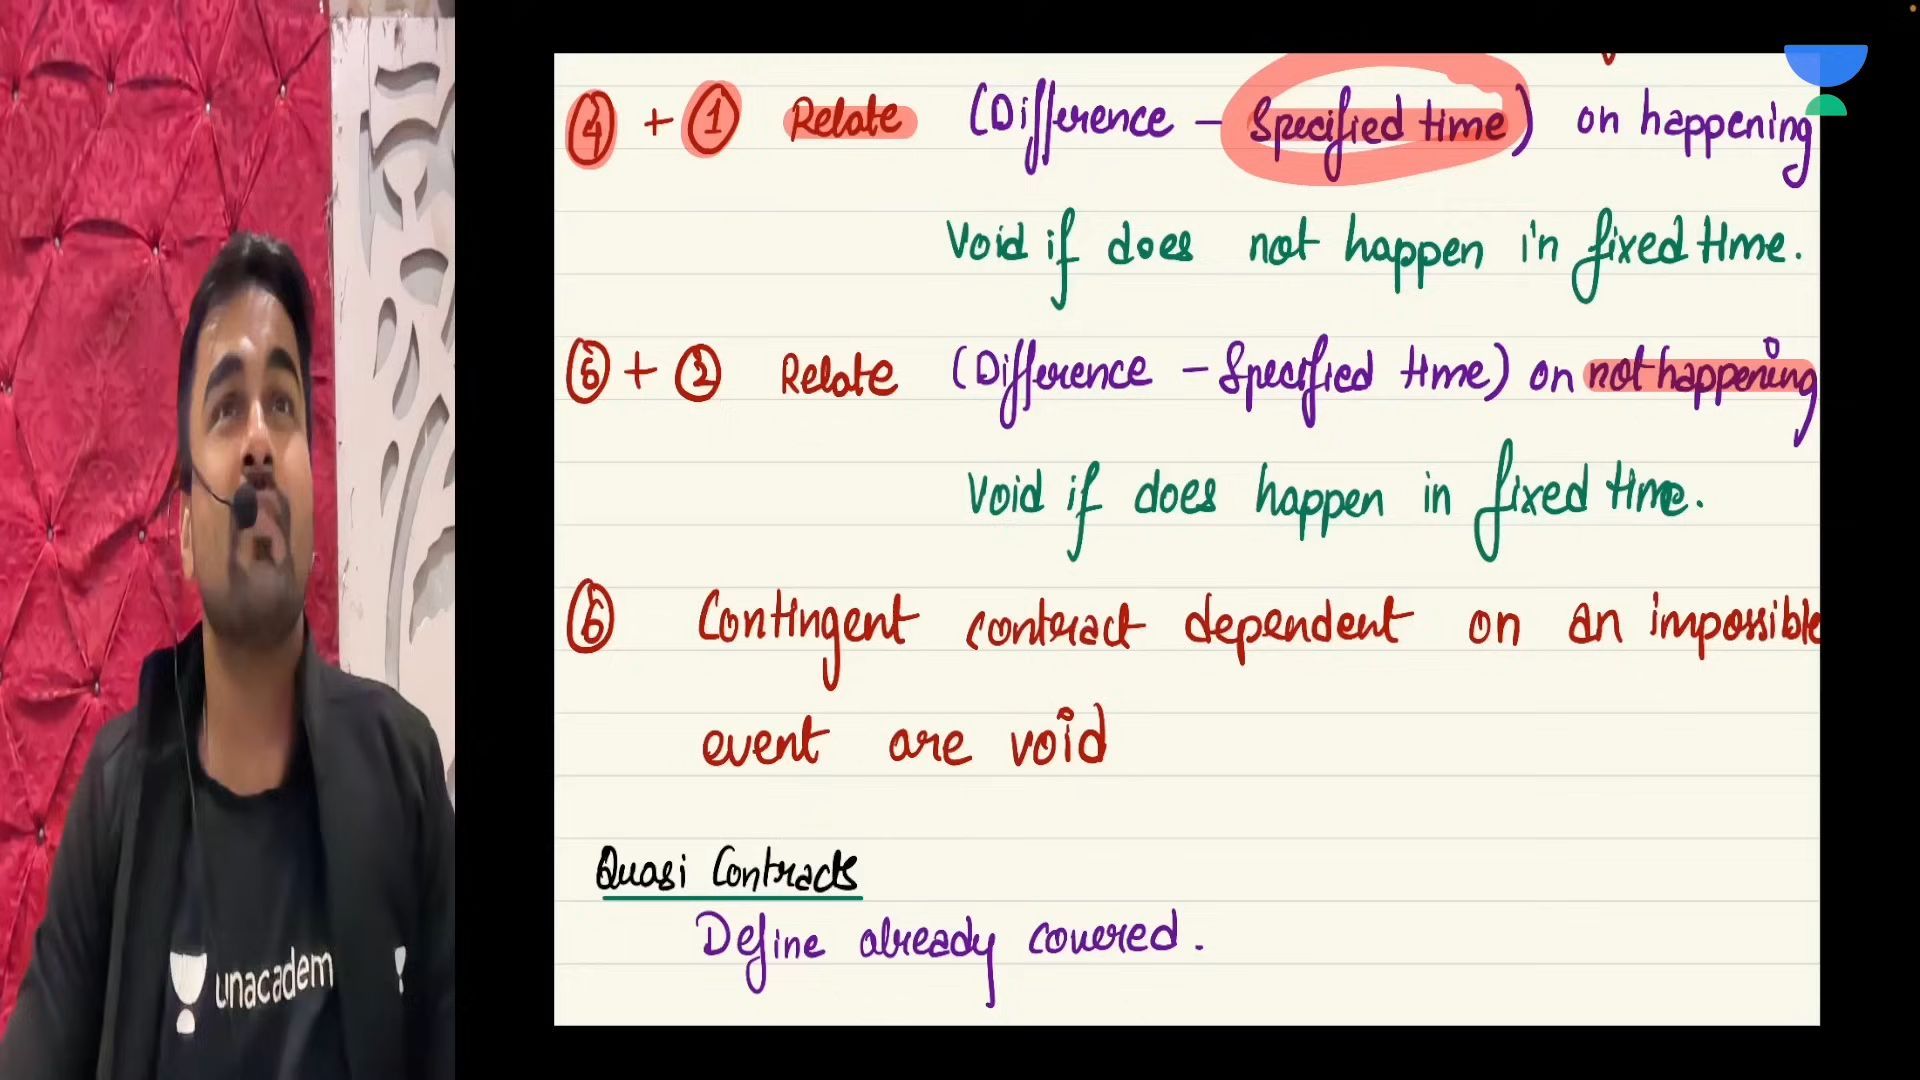 ④ + ① Relate (Difference - Specified time) on happening
Void if does not happen in fixed time.
⑤ + ② Relate (Difference - Specified time) on not happening
Void if does happen in fixed time.
⑥ Contingent contract dependent on an impossible
event are void
Quasi Contracts
Define already covered.
unacadem